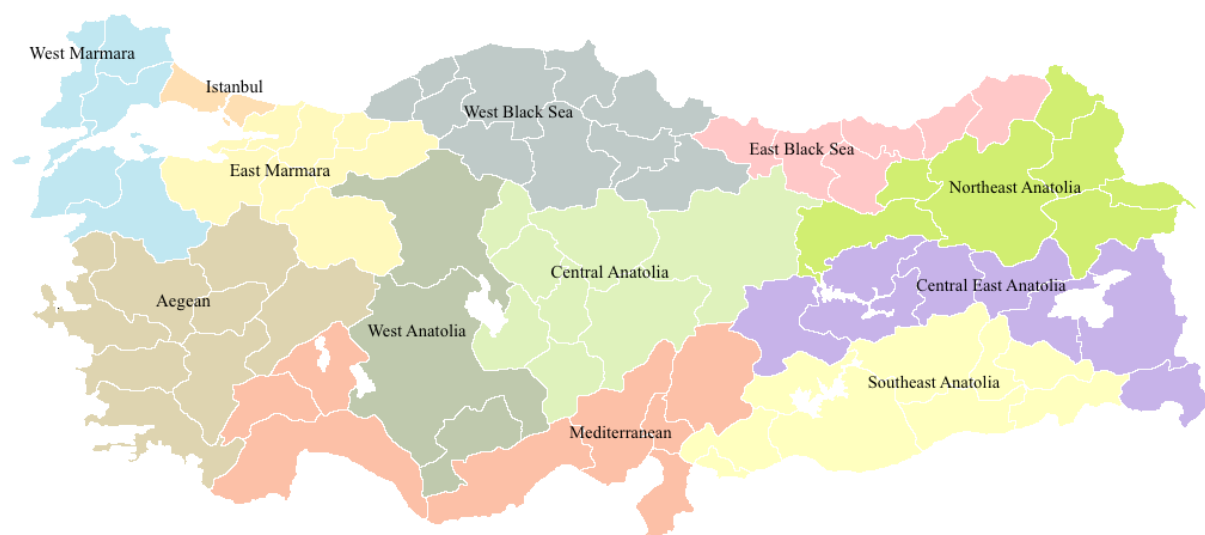 West Marmara
Istanbul
West Black Sea
East Black Sea
East Marmara
Northeast Anatolia
Central Anatolia
Central East Anatolia
Aegean
West Anatolia
Southeast Anatolia
Mediterranean